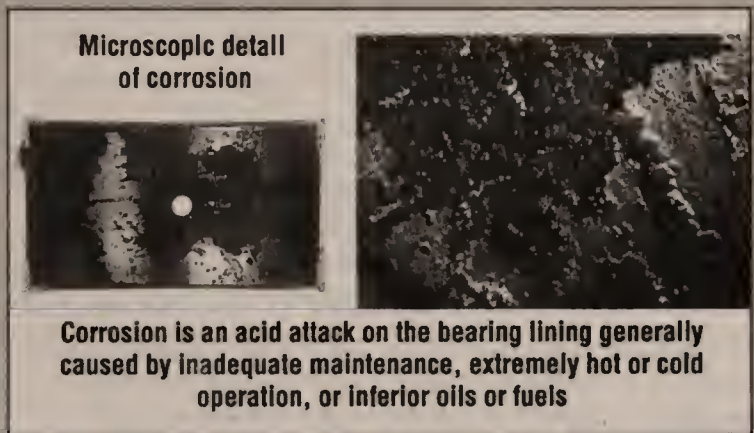 Microscopic detail
of corrosion
Corrosion is an acid attack on the bearing lining generally
caused by inadequate maintenance, extremely hot or cold
operation, or inferior oils or fuels